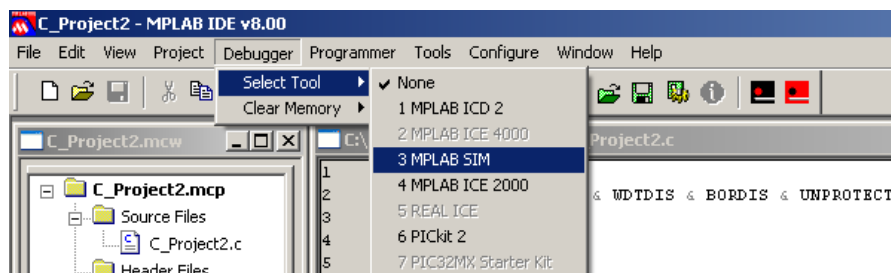 C_Project2 - MPLAB IDE v8.00
File Edit View Project Debugger Programmer Tools Configure Window Help
Select Tool
Clear Memory
None
1 MPLAB ICD 2
2 MPLAB ICE 4000
3 MPLAB SIM
4 MPLAB ICE 2000
5 REAL ICE
6 PICkit 2
7 PIC32MX Starter Kit
C_Project2.mcw
C_Project2.mcp
Source Files
C_Project2.c
Header Files
C:\
Project2.c
1
2
& WDTDIS & BORDIS & UNPROTECT
3
4
5